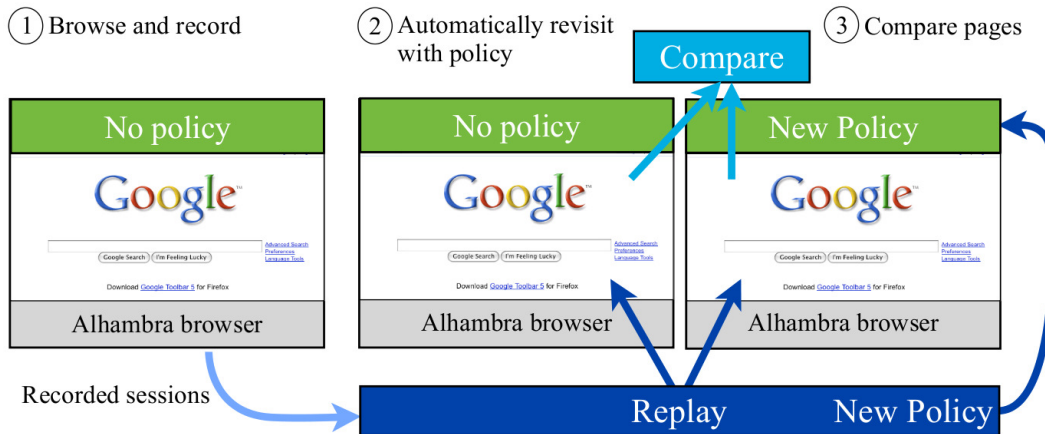 1 Browse and record
2 Automatically revisit
with policy
3 Compare pages
Compare
No policy
Google™
Advanced Search
Preferences
Language Tools
Google Search I'm Feeling Lucky
Download Google Toolbar 5 for Firefox
Alhambra browser
No policy
Google
Advanced Search
Preferences
Language Tools
Google Search I'm Feeling Lucky
Download Google Toolbar 5 for Firefox
Alhambra browser
New Policy
Google™
Advanced Search
Preferences
Language Tools
Google Search I'm Feeling Lucky
Download Google Toolbar 5 for Firefox
Alhambra browser
Recorded sessions
Replay
New Policy